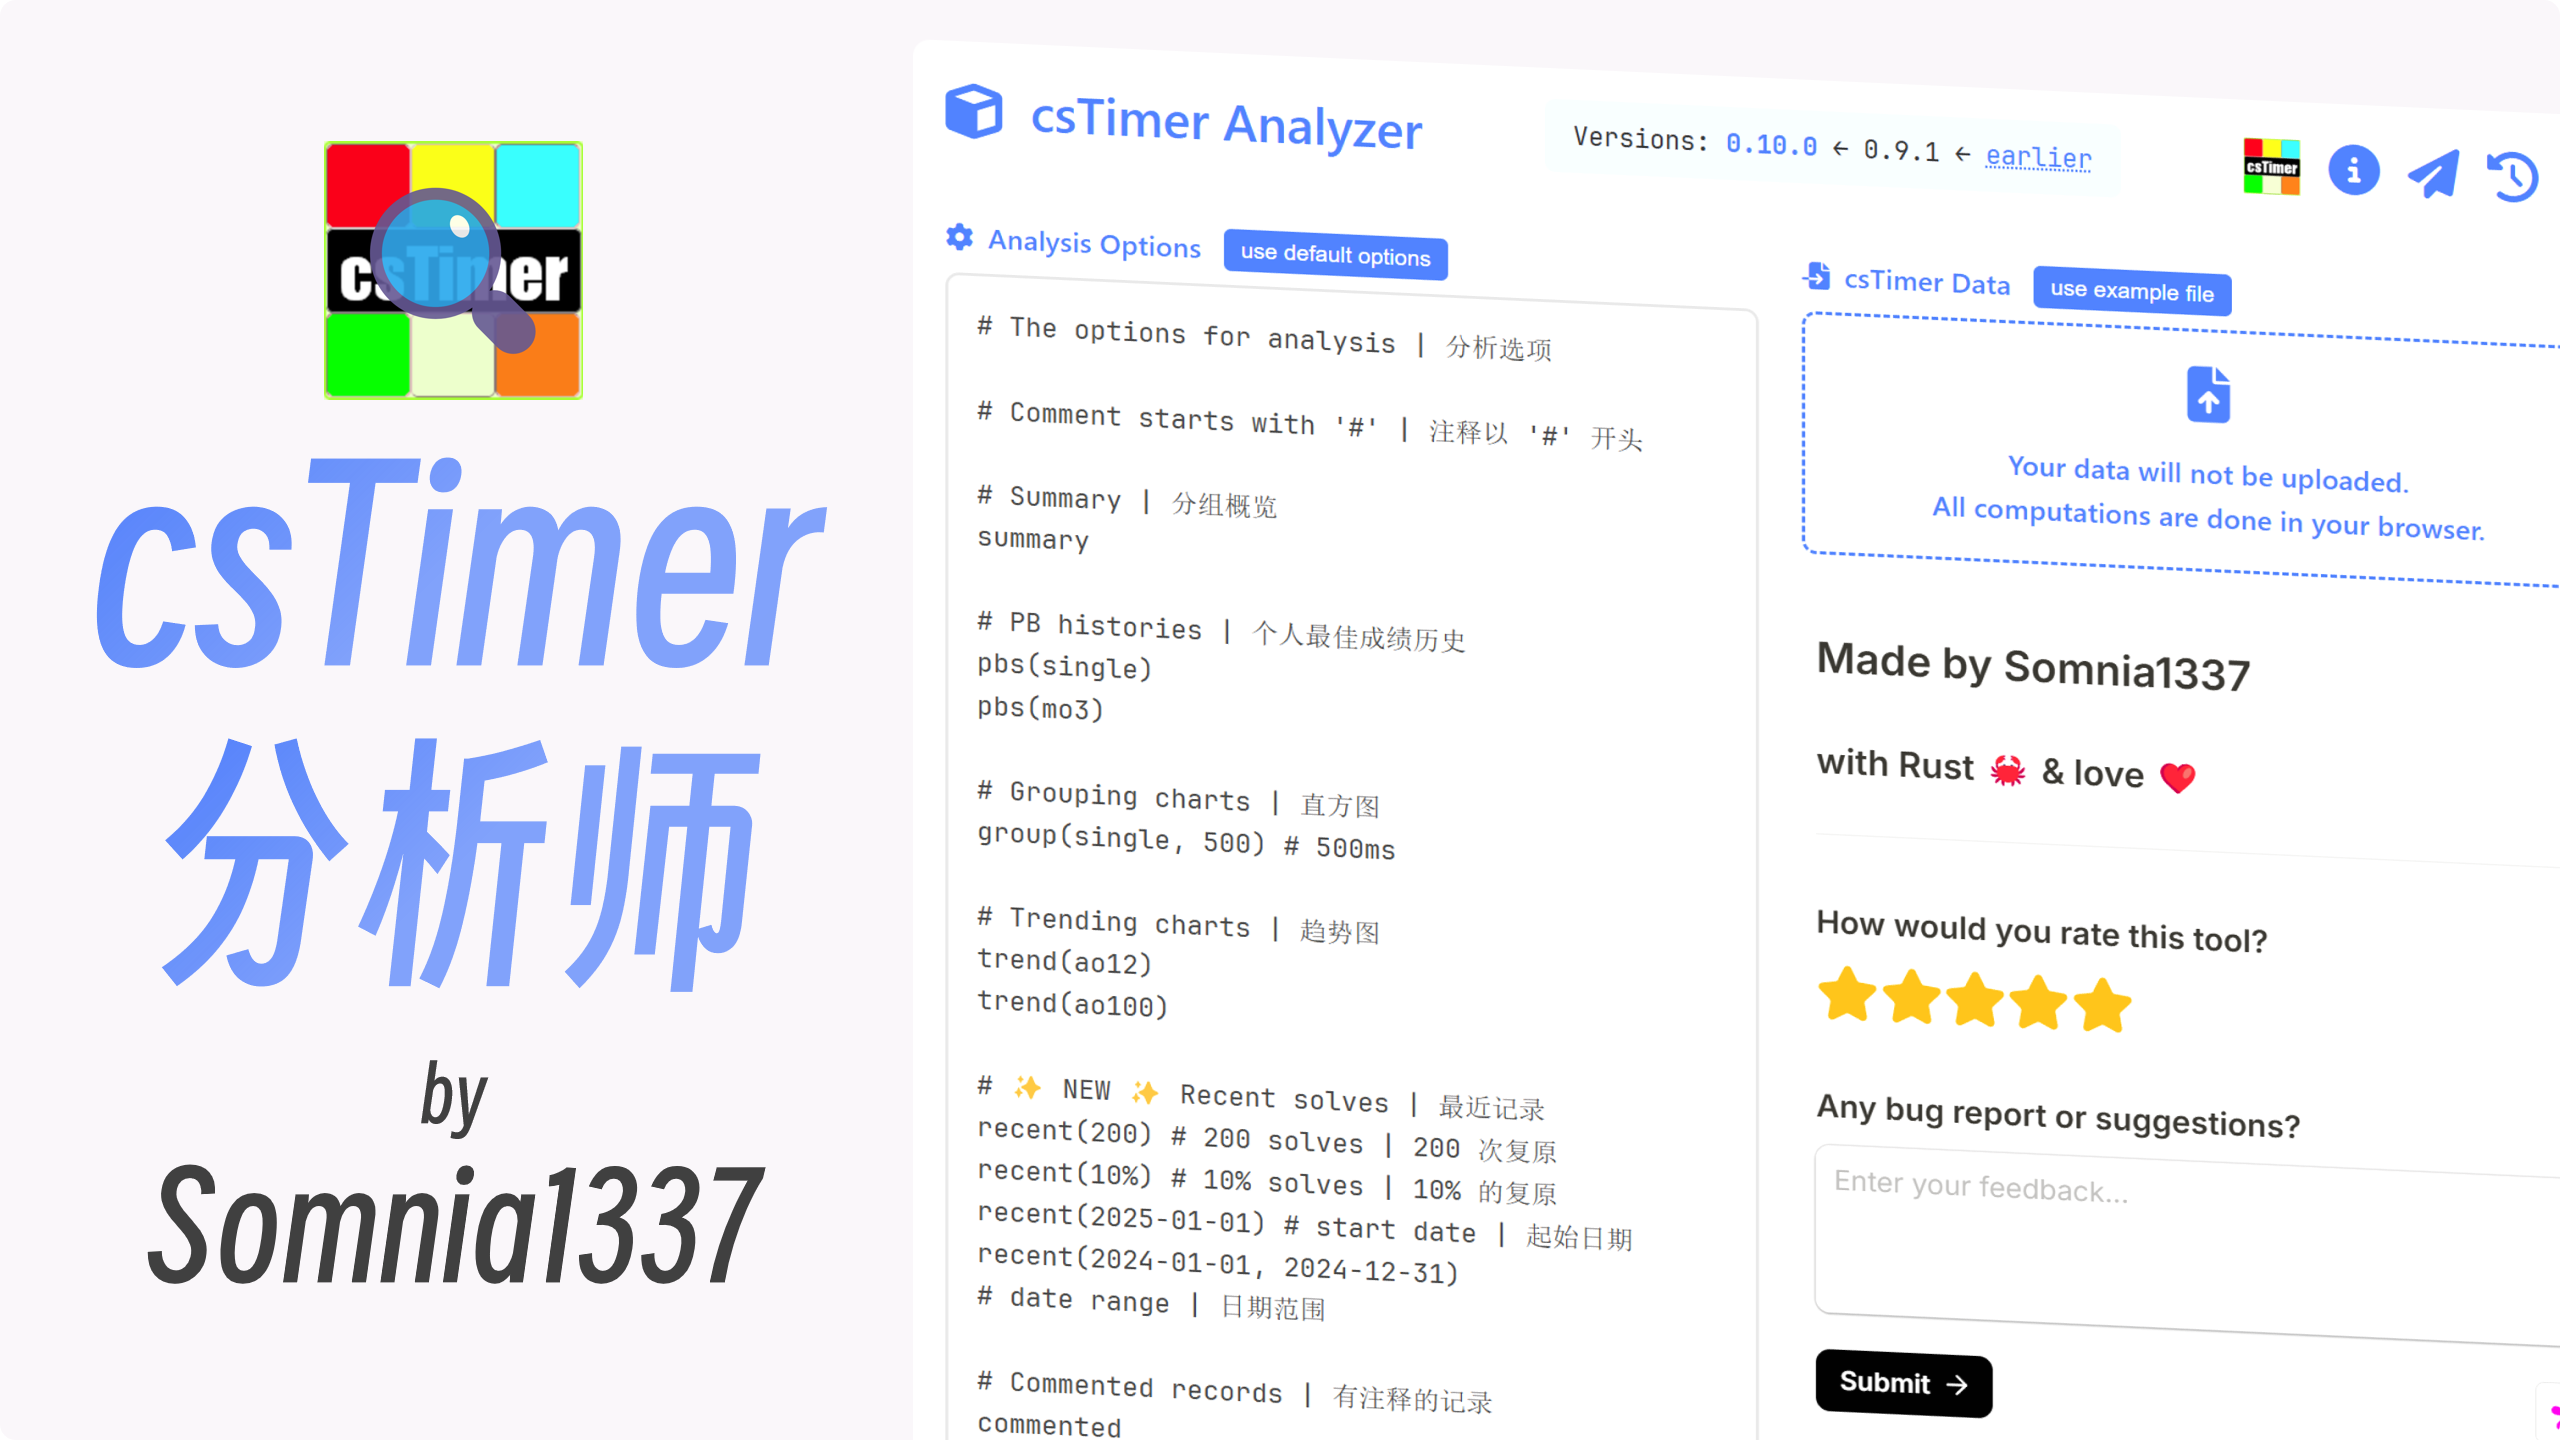 csTimer
csTimer
分析师
by
Somnia1337
csTimer Analyzer
Versions: 0.10.0 ← 0.9.1 ← earlier
csTimer
Analysis Options
use default options
# The options for analysis | 分析选项
# Comment starts with '#' | 注释以 '#' 开头
# Summary | 分组概览
summary
# PB histories | 个人最佳成绩历史
pbs(single)
pbs(mo3)
# Grouping charts | 直方图
group(single, 500) # 500ms
# Trending charts | 趋势图
trend(ao12)
trend(ao100)
# ✨ NEW ✨ Recent solves | 最近记录
recent(200) # 200 solves | 200 次复原
recent(10%) # 10% solves | 10% 的复原
recent(2025-01-01) # start date | 起始日期
recent(2024-01-01, 2024-12-31)
# date range | 日期范围
# Commented records | 有注释的记录
commented
csTimer Data
use example file
Your data will not be uploaded.
All computations are done in your browser.
Made by Somnia1337
with Rust 🦀 & love ❤️
How would you rate this tool?
Any bug report or suggestions?
Enter your feedback...
Submit →